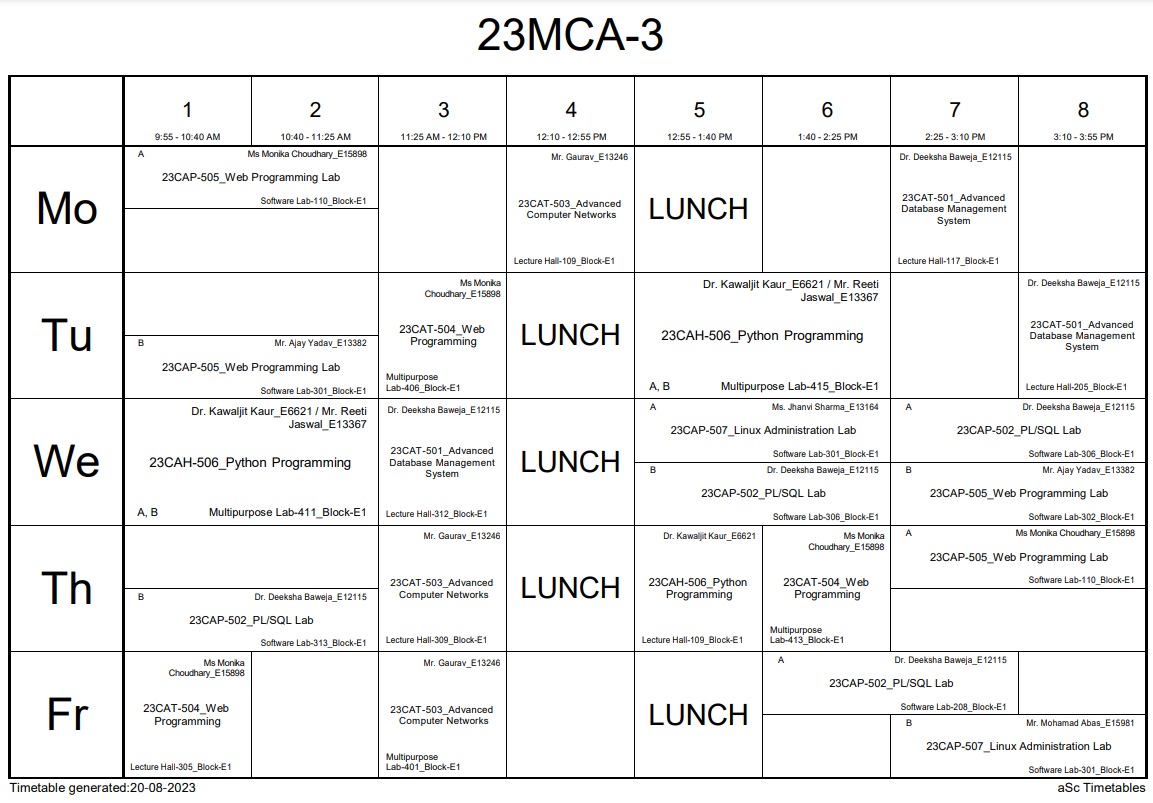 23MCA-3
1
2
3
4
5
6
7
8
9:55 - 10:40 AM
10:40 - 11:25 AM
11:25 AM - 12:10 PM
12:10 - 12:55 PM
12:55 - 1:40 PM
1:40 - 2:25 PM
2:25 - 3:10 PM
3:10 - 3:55 PM
Mo
A
Ms Monika Choudhary_E15898
23CAP-505_Web Programming Lab
Software Lab-110_Block-E1
Mr. Gaurav_E13246
23CAT-503_Advanced
Computer Networks
Lecture Hall-109_Block-E1
LUNCH
Dr. Deeksha Baweja_E12115
23CAT-501_Advanced
Database Management
System
Lecture Hall-117_Block-E1
Tu
B
Mr. Ajay Yadav_E13382
23CAP-505_Web Programming Lab
Software Lab-301_Block-E1
Ms Monika
Choudhary_E15898
23CAT-504_Web
Programming
Multipurpose
Lab-406_Block-E1
LUNCH
Dr. Kawaljit Kaur_E6621 / Mr. Reeti
Jaswal_E13367
23CAH-506_Python Programming
A, B
Multipurpose Lab-415_Block-E1
Dr. Deeksha Baweja_E12115
23CAT-501_Advanced
Database Management
System
Lecture Hall-205_Block-E1
We
Dr. Kawaljit Kaur_E6621 / Mr. Reeti
Jaswal_E13367
23CAH-506_Python Programming
A, B
Multipurpose Lab-411_Block-E1
Dr. Deeksha Baweja_E12115
23CAT-501_Advanced
Database Management
System
Lecture Hall-312_Block-E1
LUNCH
A
Ms. Jhanvi Sharma_E13164
23CAP-507_Linux Administration Lab
Software Lab-301_Block-E1
B
Dr. Deeksha Baweja_E12115
23CAP-502_PL/SQL Lab
Software Lab-306_Block-E1
A
Dr. Deeksha Baweja_E12115
23CAP-502_PL/SQL Lab
Software Lab-306_Block-E1
B
Mr. Ajay Yadav_E13382
23CAP-505_Web Programming Lab
Software Lab-302_Block-E1
Th
B
Dr. Deeksha Baweja_E12115
23CAP-502_PL/SQL Lab
Software Lab-313_Block-E1
Mr. Gaurav_E13246
23CAT-503_Advanced
Computer Networks
Lecture Hall-309_Block-E1
LUNCH
Dr. Kawaljit Kaur_E6621
23CAH-506_Python
Programming
Lecture Hall-109_Block-E1
Ms Monika
Choudhary_E15898
23CAT-504_Web
Programming
Multipurpose
Lab-413_Block-E1
A
Ms Monika Choudhary_E15898
23CAP-505_Web Programming Lab
Software Lab-110_Block-E1
Fr
Ms Monika
Choudhary_E15898
23CAT-504_Web
Programming
Lecture Hall-305_Block-E1
Mr. Gaurav_E13246
23CAT-503_Advanced
Computer Networks
Multipurpose
Lab-401_Block-E1
LUNCH
A
Dr. Deeksha Baweja_E12115
23CAP-502_PL/SQL Lab
Software Lab-208_Block-E1
B
Mr. Mohamad Abas_E15981
23CAP-507_Linux Administration Lab
Software Lab-301_Block-E1
Timetable generated:20-08-2023
aSc Timetables